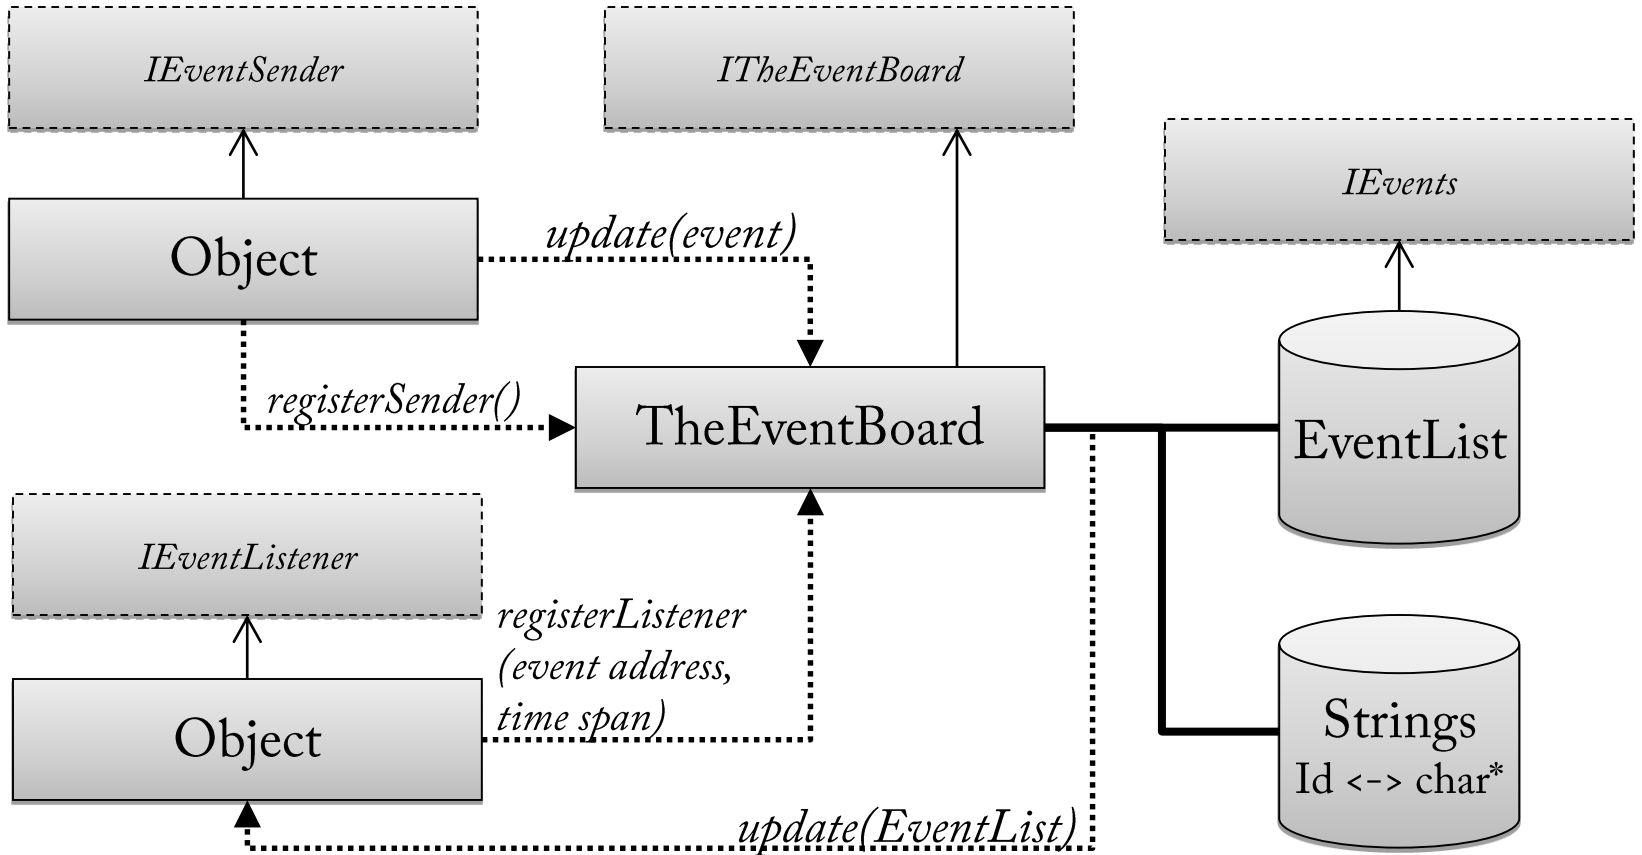 IEventSender
ITheEventBoard
IEvents
Object
update(event)
registerSender()
TheEventBoard
EventList
IEventListener
registerListener
(event address,
time span)
Object
Strings
Id <-> char*
update(EventList)